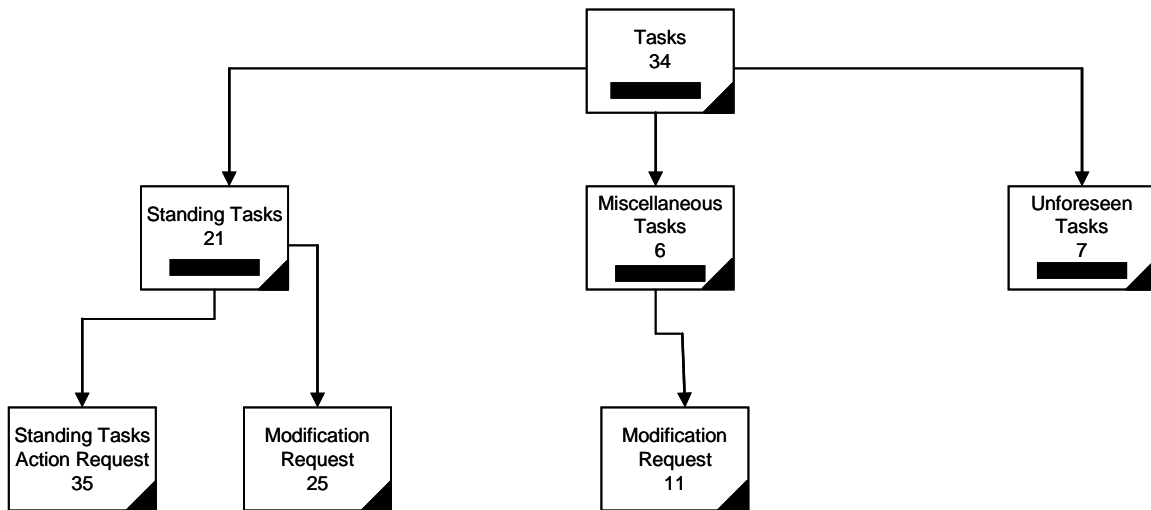 Tasks
34
Standing Tasks
21
Miscellaneous
Tasks
6
Unforeseen
Tasks
7
Standing Tasks
Action Request
35
Modification
Request
25
Modification
Request
11